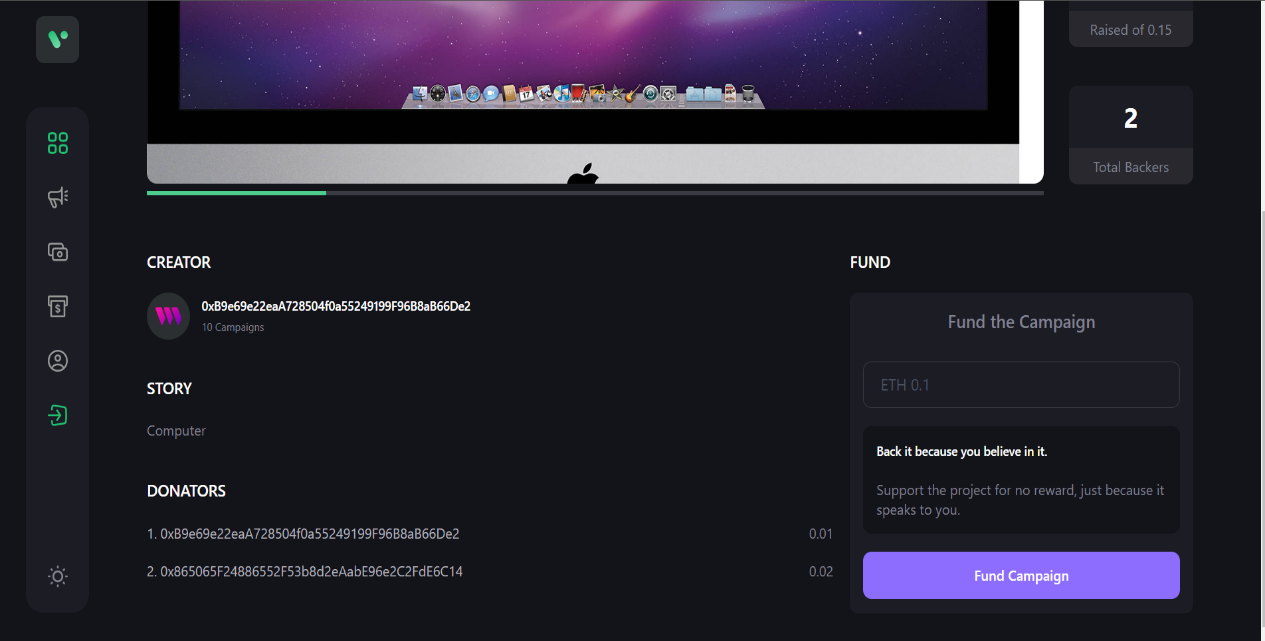 Raised of 0.15
2
Total Backers
CREATOR
0xB9e69e22eaA728504f0a55249199F96B8aB66De2
10 Campaigns
STORY
Computer
DONATORS
1. 0xB9e69e22eaA728504f0a55249199F96B8aB66De2
0.01
2. 0x865065F24886552F53b8d2eAabE96e2C2FdE6C14
0.02
FUND
Fund the Campaign
ETH 0.1
Back it because you believe in it.
Support the project for no reward, just because it
speaks to you.
Fund Campaign